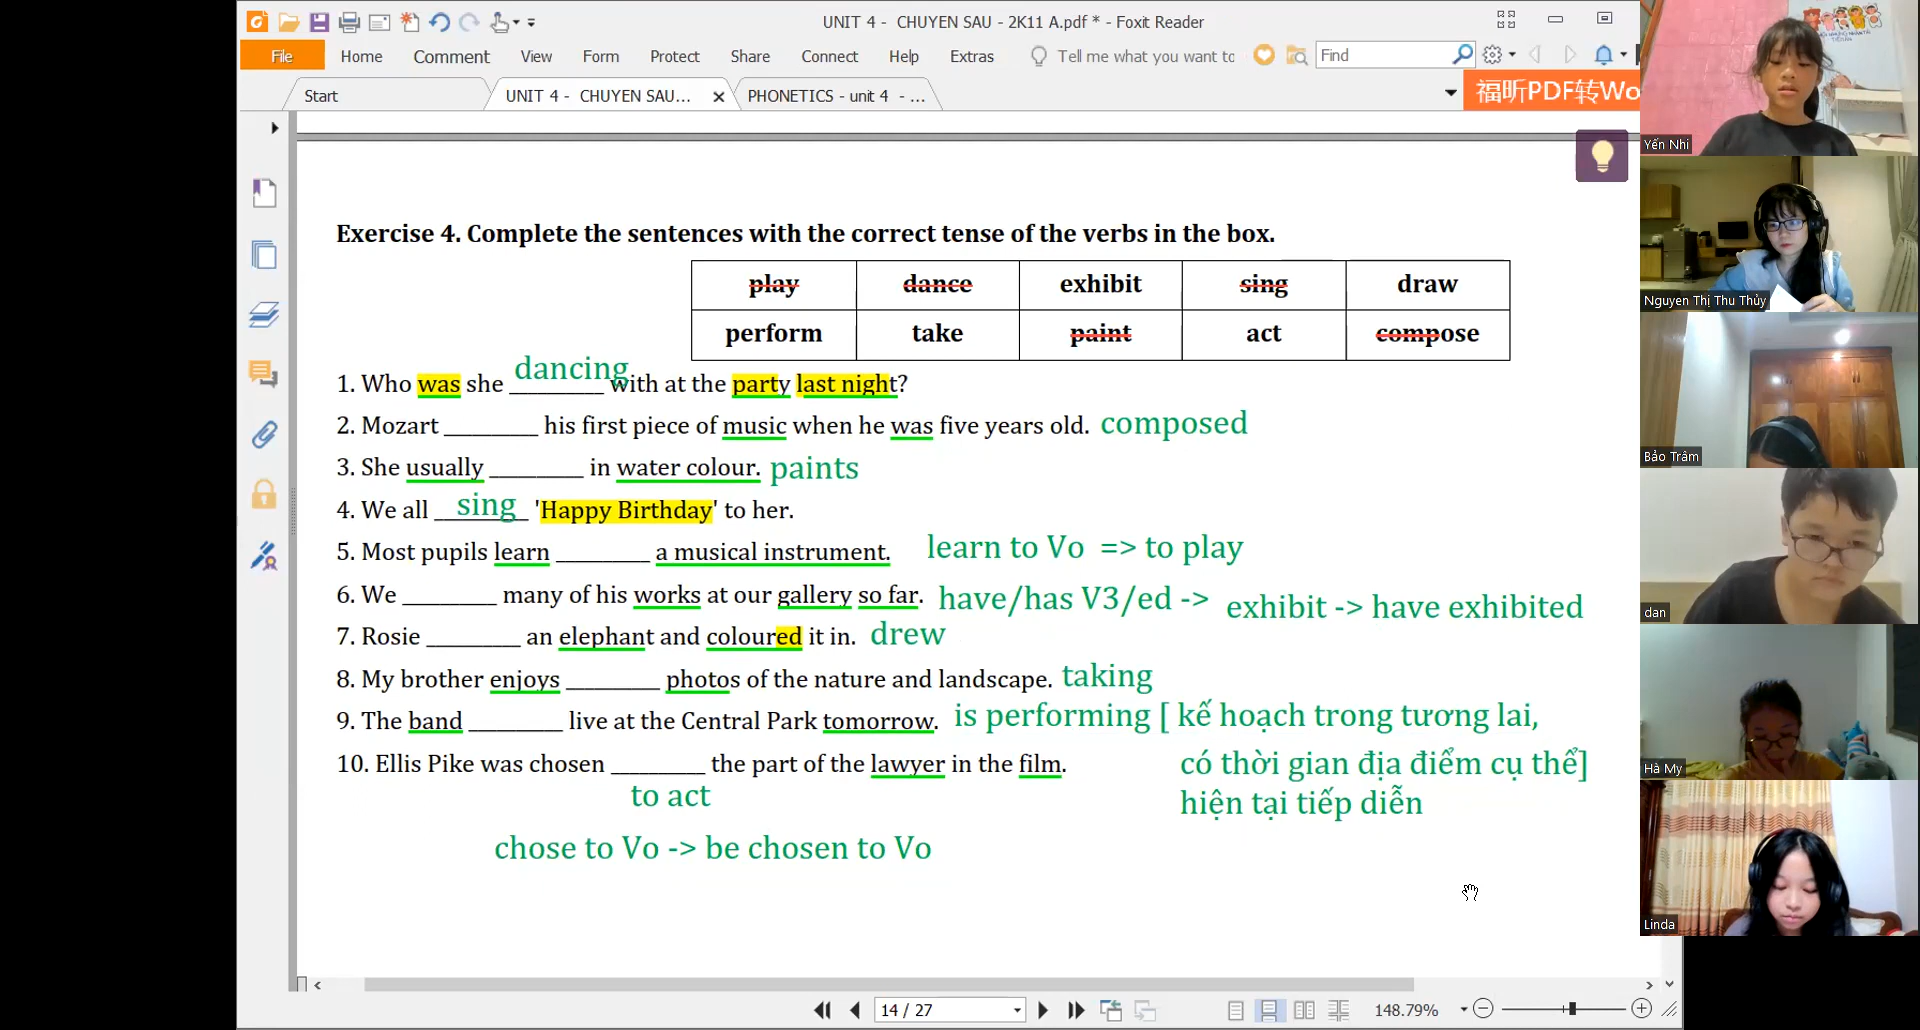 UNIT 4 - CHUYEN SAU - 2K11 A.pdf * - Foxit Reader
File Home Comment View Form Protect Share Connect Help Extras Tell me what you want to Find
Start UNIT 4 - CHUYEN SAU... PHONETICS - unit 4 - ...
福昕PDF转Wo
Exercise 4. Complete the sentences with the correct tense of the verbs in the box.
play dance exhibit sing draw
perform take paint act compose
dancing
1. Who was she __________ with at the party last night?
2. Mozart __________ his first piece of music when he was five years old. composed
3. She usually __________ in water colour. paints
sing
4. We all __________ 'Happy Birthday' to her.
5. Most pupils learn __________ a musical instrument. learn to Vo => to play
6. We __________ many of his works at our gallery so far. have/has V3/ed -> exhibit -> have exhibited
7. Rosie __________ an elephant and coloured it in. drew
8. My brother enjoys __________ photos of the nature and landscape. taking
9. The band __________ live at the Central Park tomorrow. is performing [ kế hoạch trong tương lai,
10. Ellis Pike was chosen __________ the part of the lawyer in the film. có thời gian địa điểm cụ thể]
to act hiện tại tiếp diễn
chose to Vo -> be chosen to Vo
14 / 27 148.79%
Yến Nhi
Nguyen Thị Thu Thủy
Bảo Trâm
dan
Hà My
Linda